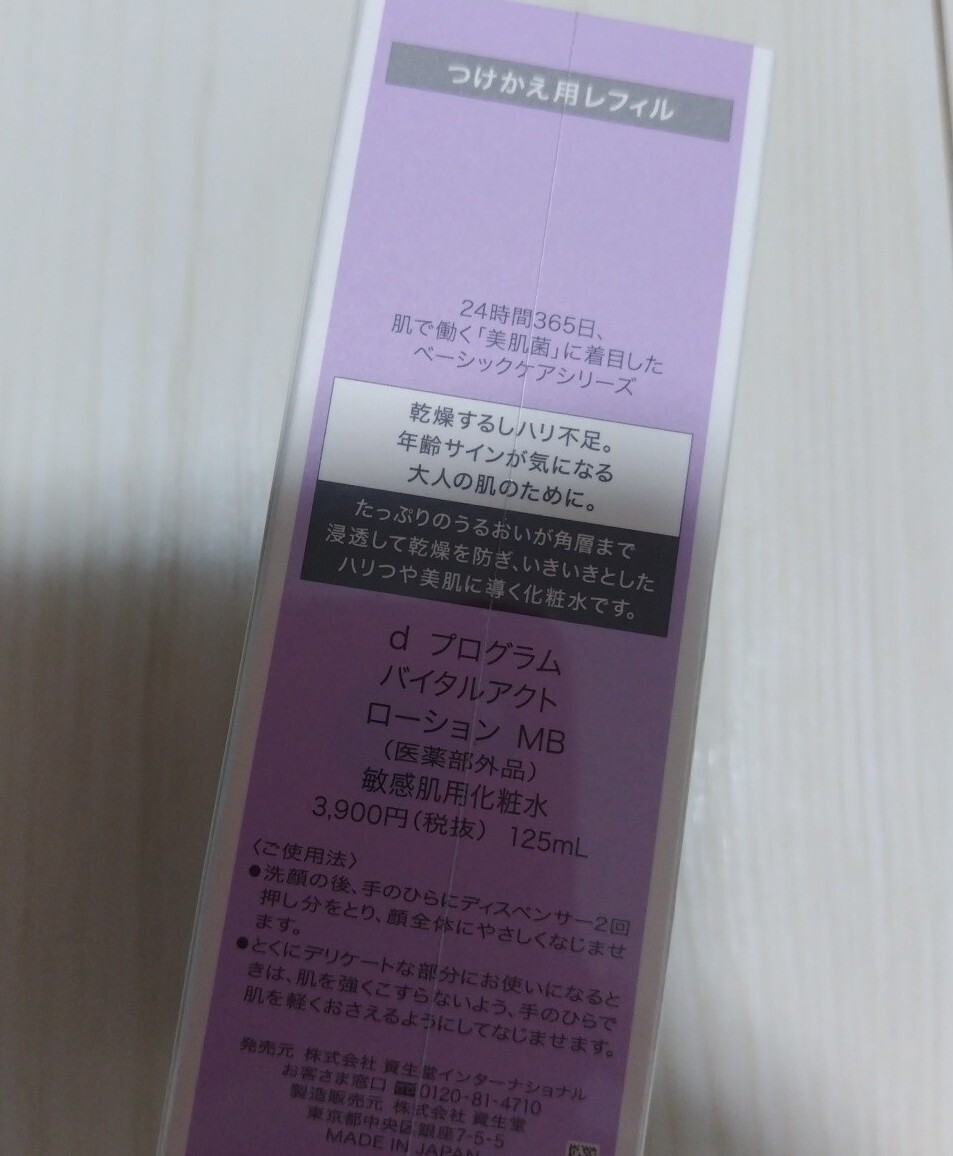 つけかえ用レフィル
24時間365日、
肌で働く「美肌菌」に着目した
ベーシックケアシリーズ
乾燥するしハリ不足。
年齢サインが気になる
大人の肌のために。
たっぷりのうるおいが角層まで
浸透して乾燥を防ぎ、いきいきとした
ハリつや美肌に導く化粧水です。
d プログラム
バイタルアクト
ローション MB
（医薬部外品）
敏感肌用化粧水
3,900円（税抜） 125mL
〈ご使用法〉
●洗顔の後、手のひらにディスペンサー2回
押し分をとり、顔全体にやさしくなじませ
ます。
●とくにデリケートな部分にお使いになると
きは、肌を強くこすらないよう、手のひらで
肌を軽くおさえるようにしてなじませます。
発売元 株式会社 資生堂インターナショナル
お客さま窓口 0120-81-4710
製造販売元 株式会社 資生堂
東京都中央区銀座7-5-5
MADE IN JAPAN